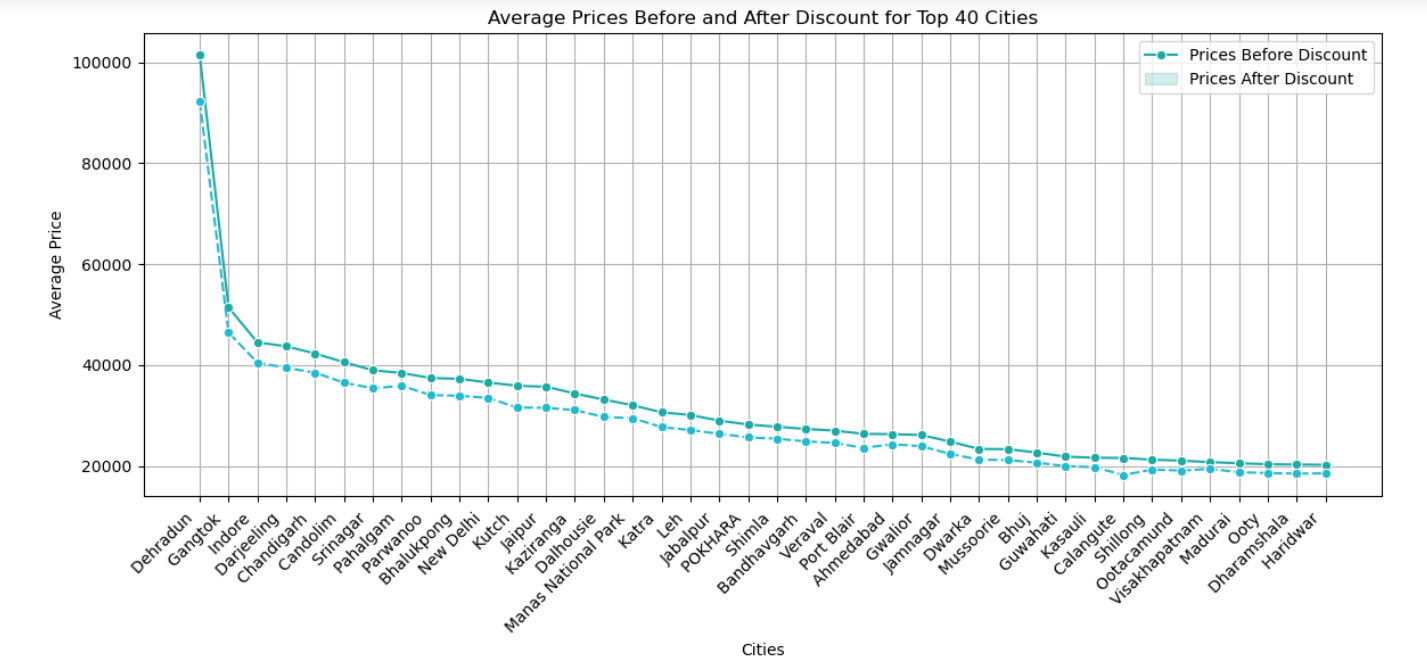 Average Prices Before and After Discount for Top 40 Cities
Prices Before Discount
Prices After Discount
Average Price
100000
80000
60000
40000
20000
Dehradun
Gangtok
Indore
Darjeeling
Chandigarh
Candolim
Srinagar
Pahalgam
Parwanoo
Bhalukpong
New Delhi
Kutch
Jaipur
Kaziranga
Dalhousie
Manas National Park
Katra
Leh
Jabalpur
POKHARA
Shimla
Bandhavgarh
Veraval
Port Blair
Ahmedabad
Gwalior
Jamnagar
Dwarka
Mussoorie
Bhuj
Guwahati
Kasauli
Calangute
Shillong
Ootacamund
Visakhapatnam
Madurai
Ooty
Dharamshala
Haridwar
Cities